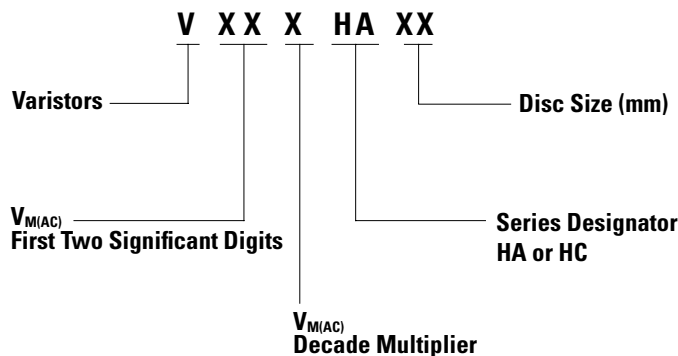 V XX X HA XX
Varistors
Disc Size (mm)
VM(AC)
First Two Significant Digits
Series Designator
HA or HC
VM(AC)
Decade Multiplier